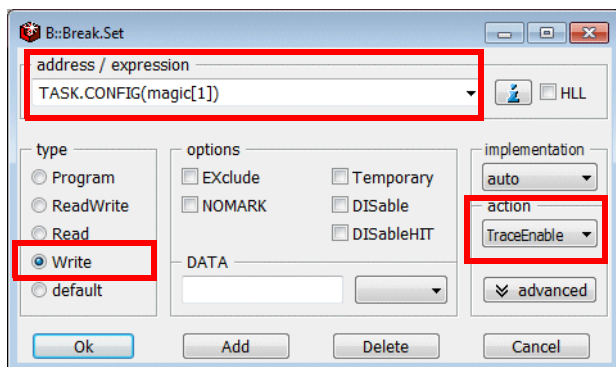 B::Break.Set
address / expression
TASK.CONFIG(magic[1])
i
HLL
type
Program
ReadWrite
Read
Write
default
options
EXclude
Temporary
NOMARK
DISable
DISableHIT
DATA
implementation
auto
action
TraceEnable
advanced
Ok
Add
Delete
Cancel